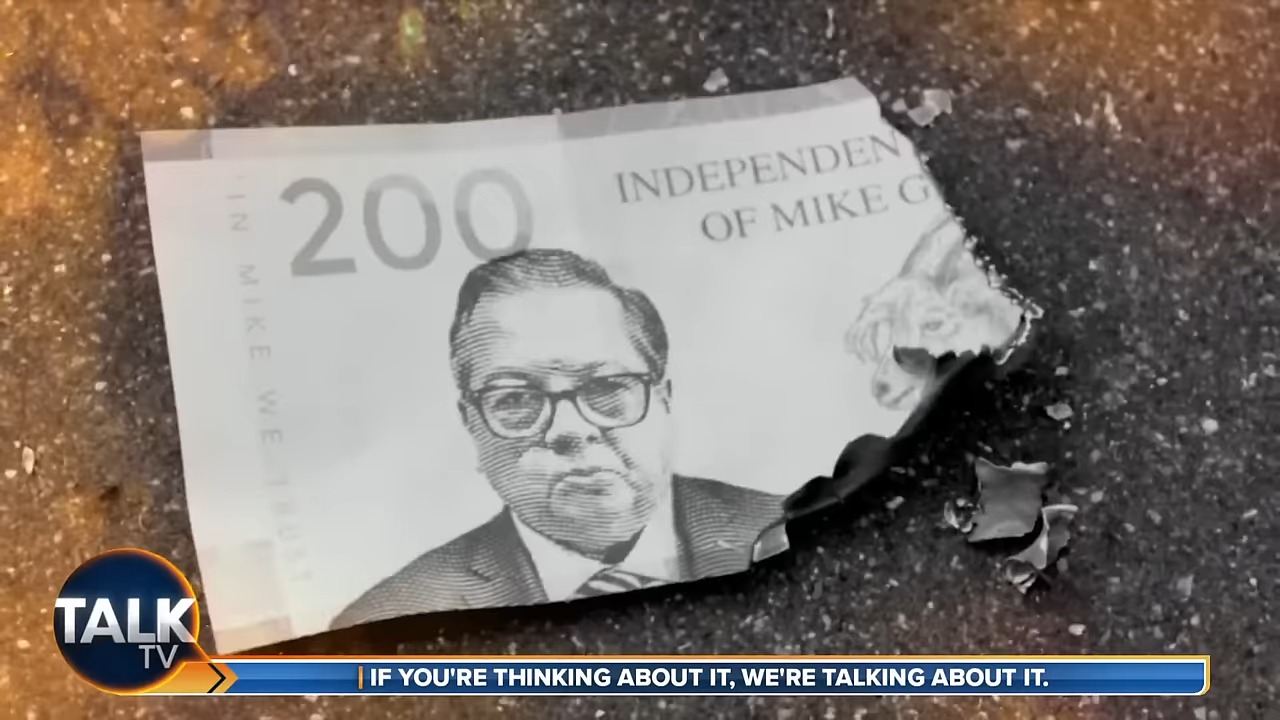 200
INDEPENDEN
OF MIKE G
IN MIKE WE TRUST
TALK
TV
IF YOU'RE THINKING ABOUT IT, WE'RE TALKING ABOUT IT.